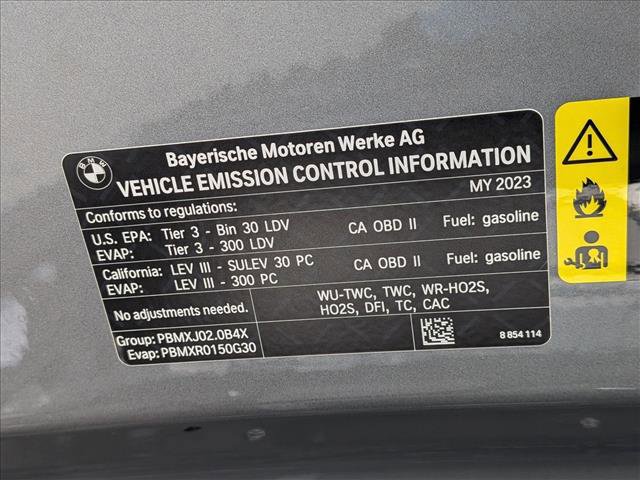 BMW
Bayerische Motoren Werke AG
VEHICLE EMISSION CONTROL INFORMATION
MY 2023
Conforms to regulations:
U.S. EPA: Tier 3 - Bin 30 LDV CA OBD II Fuel: gasoline
EVAP: Tier 3 - 300 LDV
California: LEV III - SULEV 30 PC CA OBD II Fuel: gasoline
EVAP: LEV III - 300 PC
No adjustments needed.
WU-TWC, TWC, WR-HO2S,
HO2S, DFI, TC, CAC
Group: PBMXJ02.0B4X
Evap: PBMXR0150G30
8 854 114